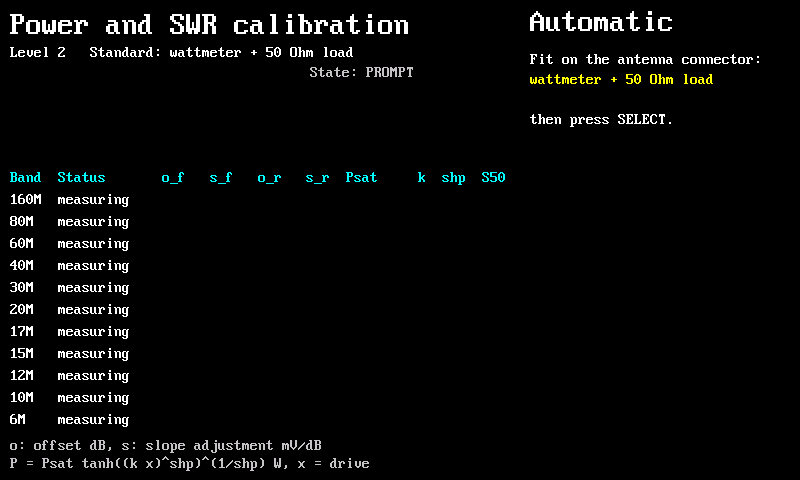 Power and SWR calibration
Level 2   Standard: wattmeter + 50 Ohm load
State: PROMPT
Automatic
Fit on the antenna connector:
wattmeter + 50 Ohm load
then press SELECT.
Band  Status  o_f  s_f  o_r  s_r  Psat  k  shp  S50
160M  measuring
80M  measuring
60M  measuring
40M  measuring
30M  measuring
20M  measuring
17M  measuring
15M  measuring
12M  measuring
10M  measuring
6M  measuring
o: offset dB, s: slope adjustment mV/dB
P = Psat tanh((k x)^shp)^(1/shp) W, x = drive